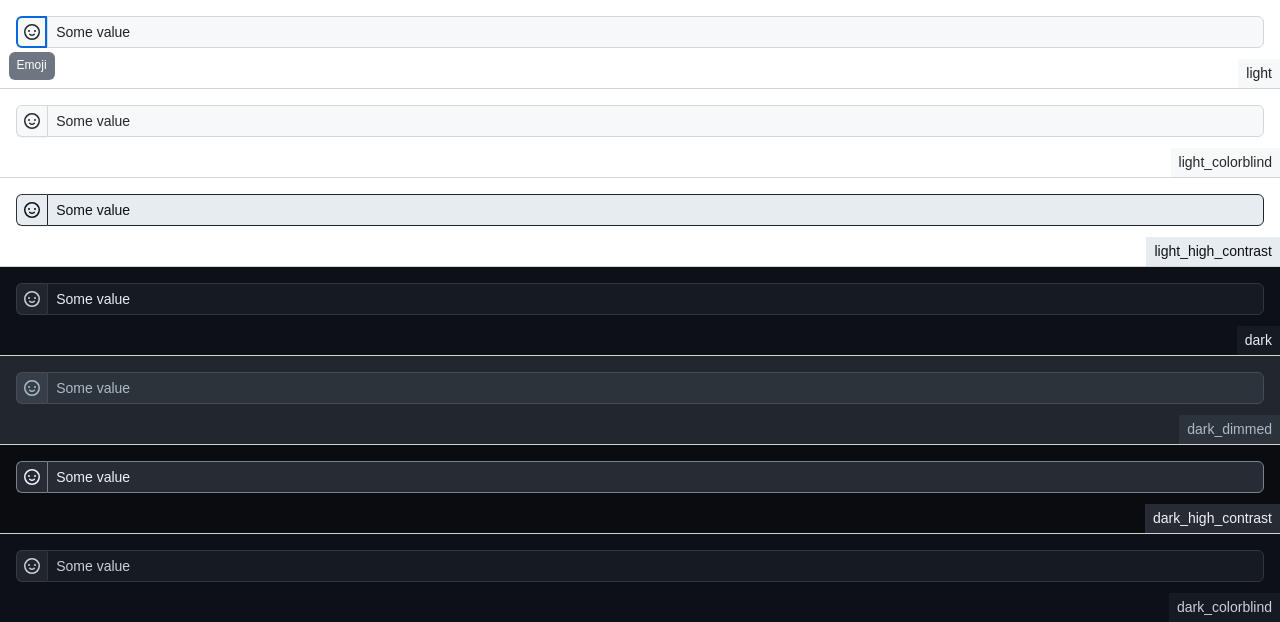 Some value
Emoji
light
Some value
light_colorblind
Some value
light_high_contrast
Some value
dark
Some value
dark_dimmed
Some value
dark_high_contrast
Some value
dark_colorblind